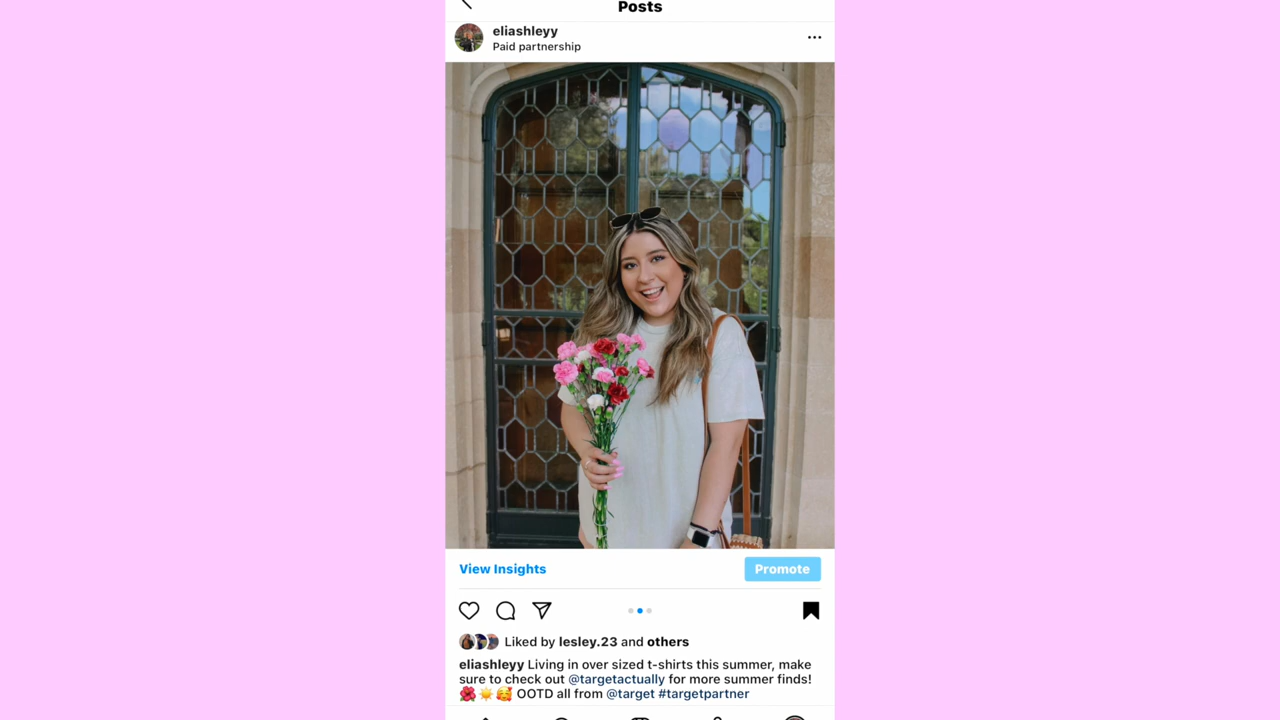 Posts
eliashleyy
Paid partnership
View Insights
Promote
Liked by lesley.23 and others
eliashleyy Living in over sized t-shirts this summer, make
sure to check out @targetactually for more summer finds!
🌺☀️🥰 OOTD all from @target #targetpartner